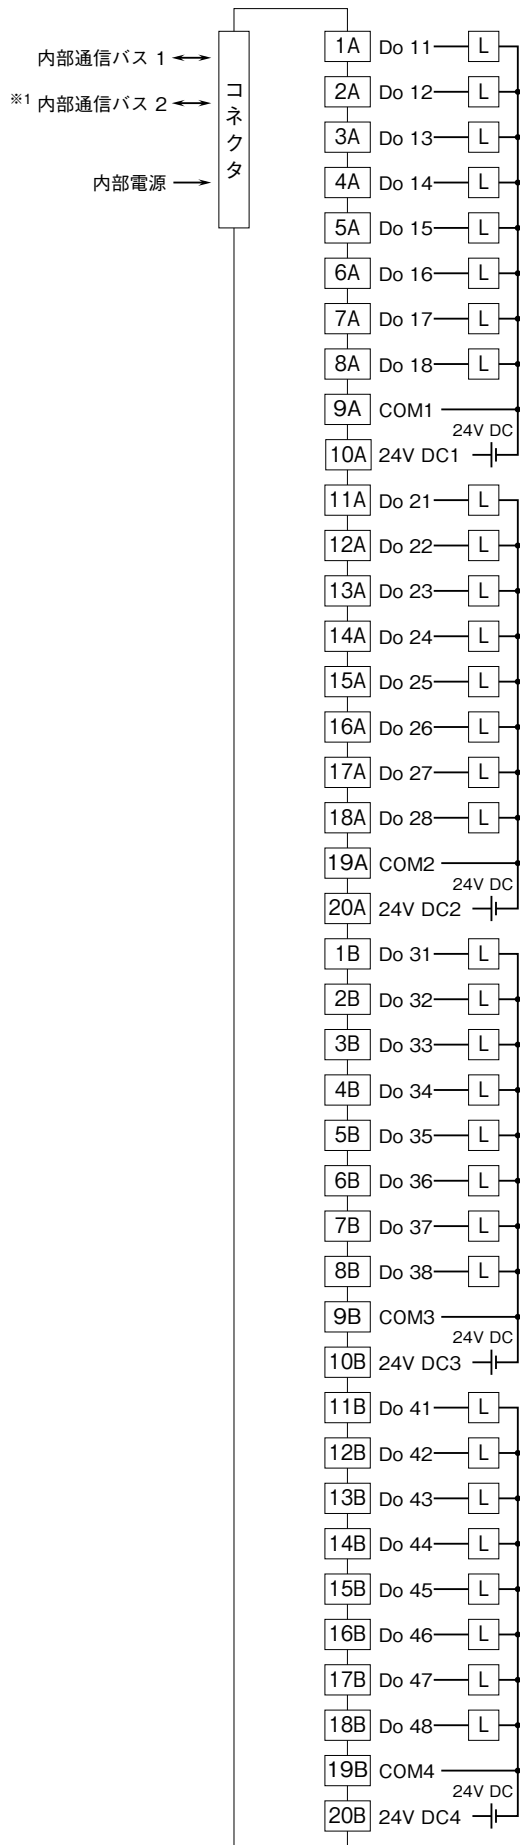 内部通信バス 1
※1 内部通信バス 2
内部電源
コネクタ
1A Do 11 L
2A Do 12 L
3A Do 13 L
4A Do 14 L
5A Do 15 L
6A Do 16 L
7A Do 17 L
8A Do 18 L
9A COM1
24V DC
10A 24V DC1
11A Do 21 L
12A Do 22 L
13A Do 23 L
14A Do 24 L
15A Do 25 L
16A Do 26 L
17A Do 27 L
18A Do 28 L
19A COM2
24V DC
20A 24V DC2
1B Do 31 L
2B Do 32 L
3B Do 33 L
4B Do 34 L
5B Do 35 L
6B Do 36 L
7B Do 37 L
8B Do 38 L
9B COM3
24V DC
10B 24V DC3
11B Do 41 L
12B Do 42 L
13B Do 43 L
14B Do 44 L
15B Do 45 L
16B Do 46 L
17B Do 47 L
18B Do 48 L
19B COM4
24V DC
20B 24V DC4